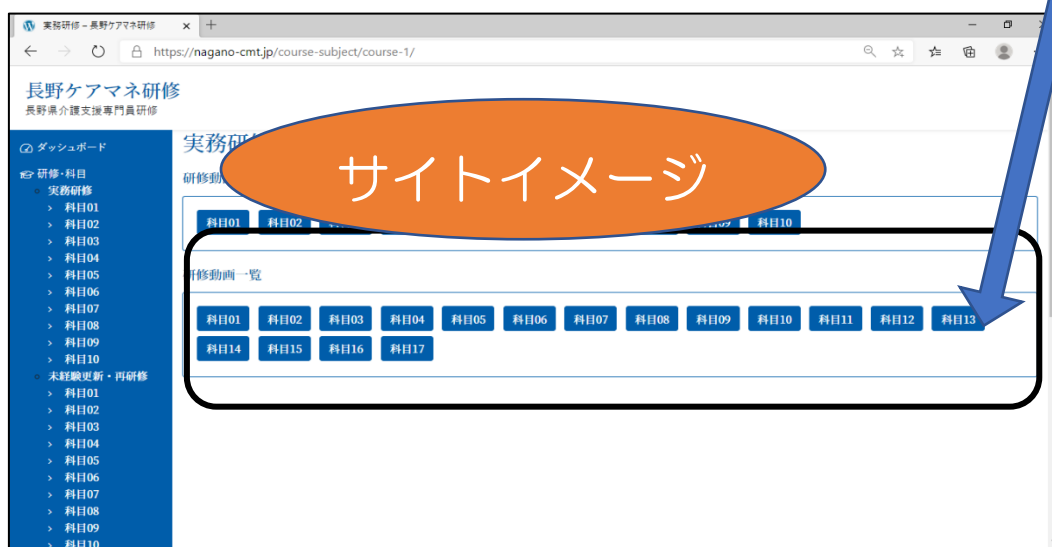 実務研修 – 長野ケアマネ研修
https://nagano-cmt.jp/course-subject/course-1/
長野ケアマネ研修
長野県介護支援専門員研修
ダッシュボード
研修・科目
実務研修
科目01
科目02
科目03
科目04
科目05
科目06
科目07
科目08
科目09
科目10
未経験更新・再研修
科目01
科目02
科目03
科目04
科目05
科目06
科目07
科目08
科目09
科目10
実務研
サイトイメージ
研修動
科目01 科目02 科目10
研修動画一覧
科目01 科目02 科目03 科目04 科目05 科目06 科目07 科目08 科目09 科目10 科目11 科目12 科目13
科目14 科目15 科目16 科目17